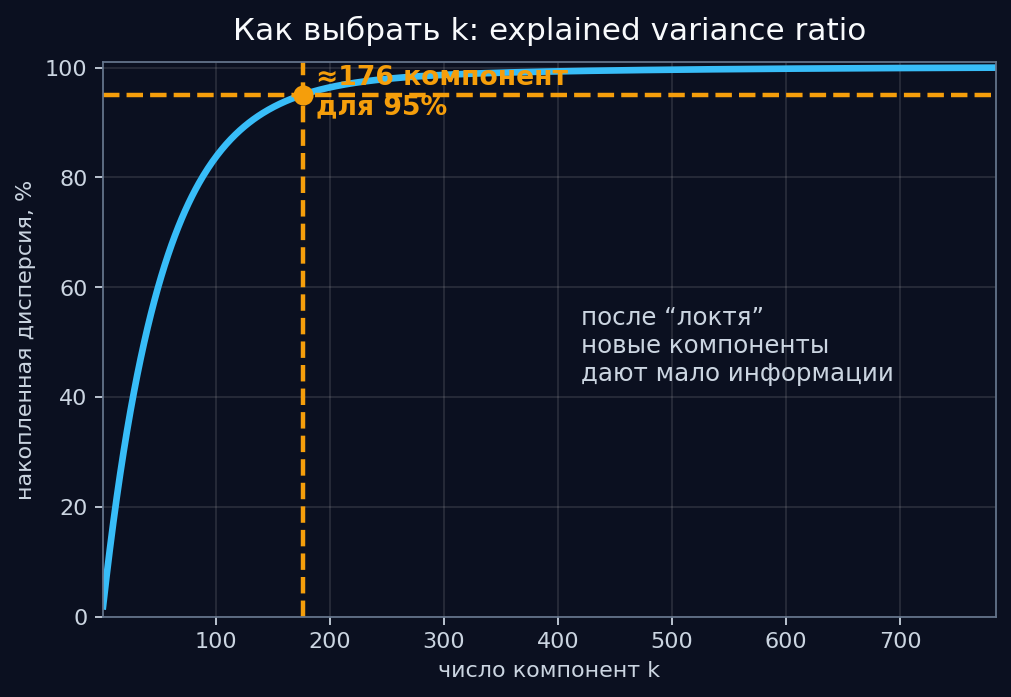 Как выбрать k: explained variance ratio
≈176 компонент
для 95%
после “локтя”
новые компоненты
дают мало информации
накопленная дисперсия, %
100
80
60
40
20
0
100 200 300 400 500 600 700
число компонент k